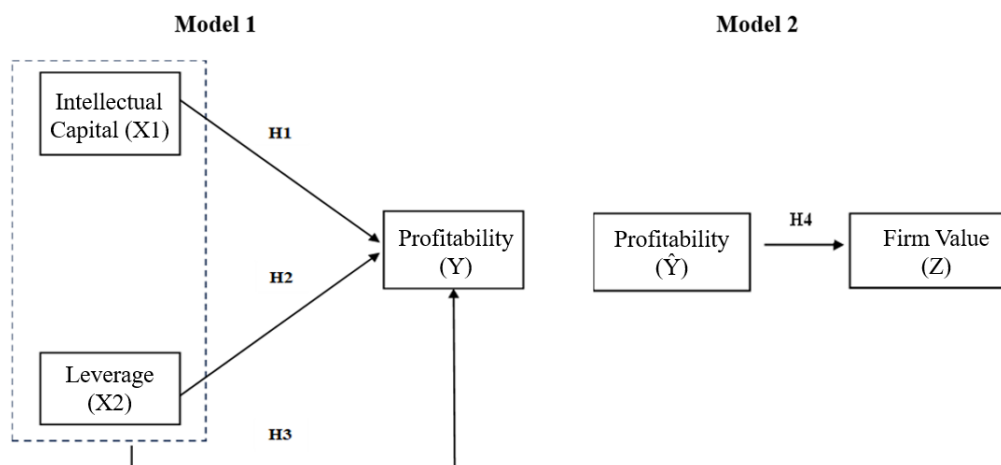 Model 1
Model 2
Intellectual
Capital (X1)
H1
Profitability
(Y)
H2
Leverage
(X2)
H3
Profitability
(Ŷ)
H4
Firm Value
(Z)